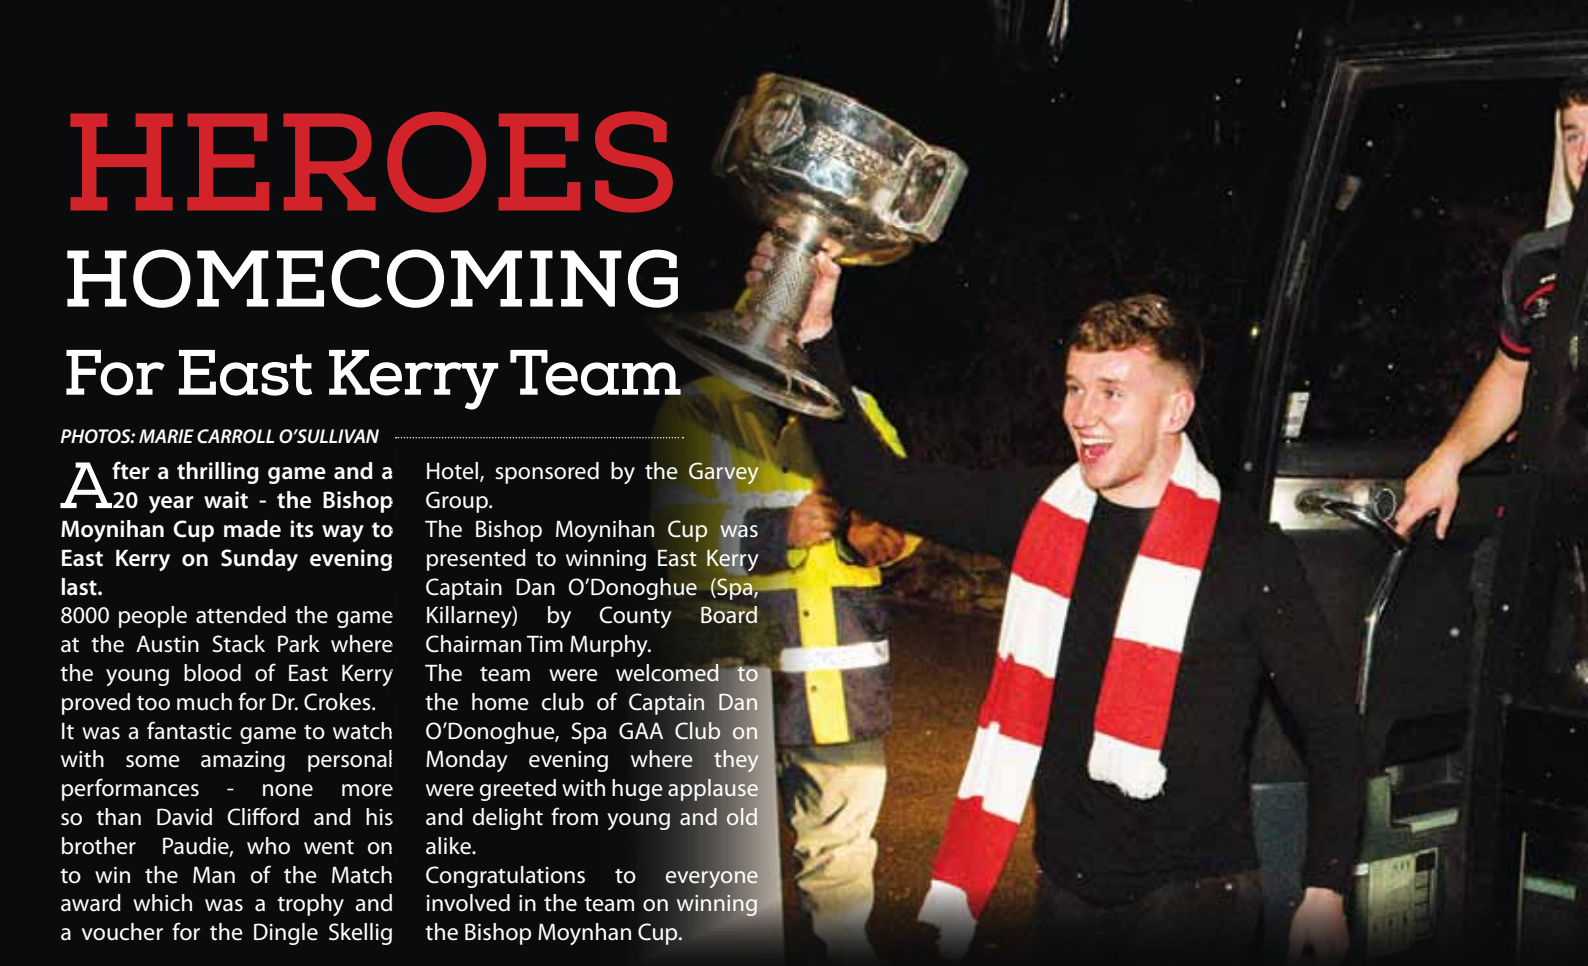 HEROES
HOMECOMING
For East Kerry Team
PHOTOS: MARIE CARROLL O'SULLIVAN
After a thrilling game and a
20 year wait - the Bishop
Moynihan Cup made its way to
East Kerry on Sunday evening
last.
8000 people attended the game
at the Austin Stack Park where
the young blood of East Kerry
proved too much for Dr. Crokes.
It was a fantastic game to watch
with some amazing personal
performances - none more
so than David Clifford and his
brother Paudie, who went on
to win the Man of the Match
award which was a trophy and
a voucher for the Dingle Skellig
Hotel, sponsored by the Garvey
Group.
The Bishop Moynihan Cup was
presented to winning East Kerry
Captain Dan O'Donoghue (Spa,
Killarney) by County Board
Chairman Tim Murphy.
The team were welcomed to
the home club of Captain Dan
O'Donoghue, Spa GAA Club on
Monday evening where they
were greeted with huge applause
and delight from young and old
alike.
Congratulations to everyone
involved in the team on winning
the Bishop Moynhan Cup.